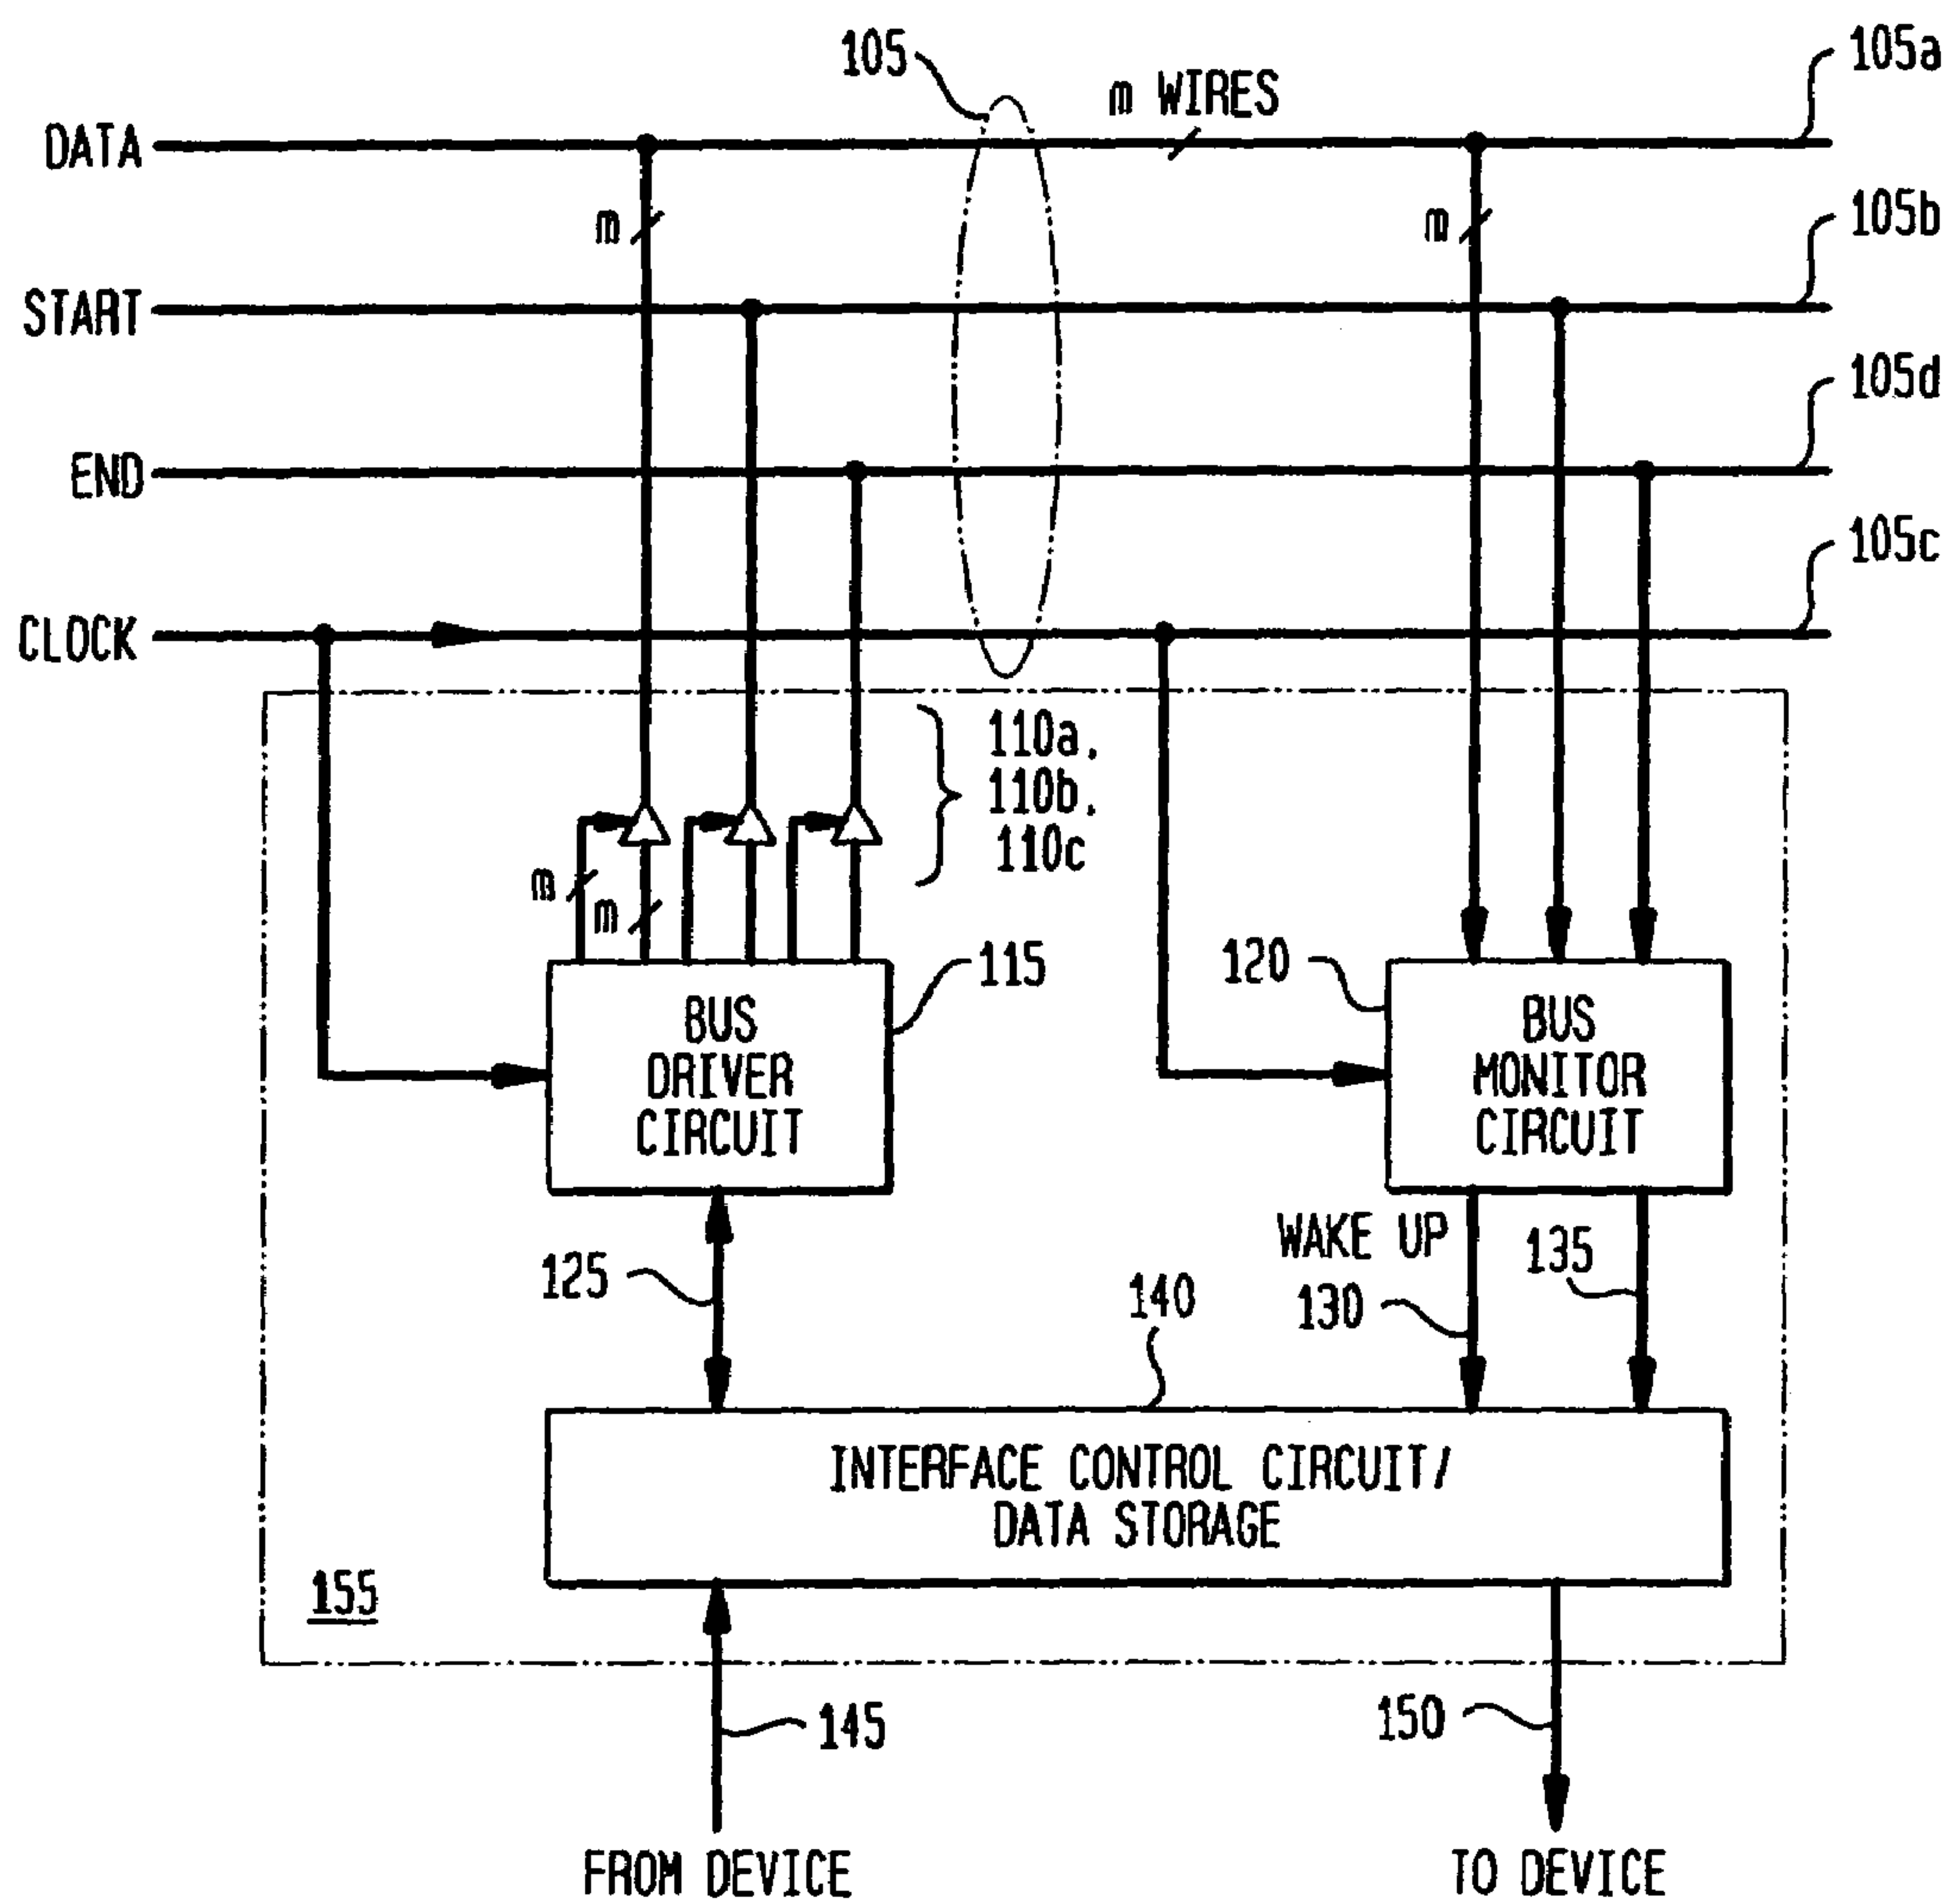 105
m WIRES
105a
DATA
m
m
105b
START
105d
END
105c
CLOCK
110a,
110b,
110c
m
m
115
120
BUS
DRIVER
CIRCUIT
BUS
MONITOR
CIRCUIT
WAKE UP
135
125
140
130
INTERFACE CONTROL CIRCUIT/
DATA STORAGE
155
145
150
FROM DEVICE
TO DEVICE